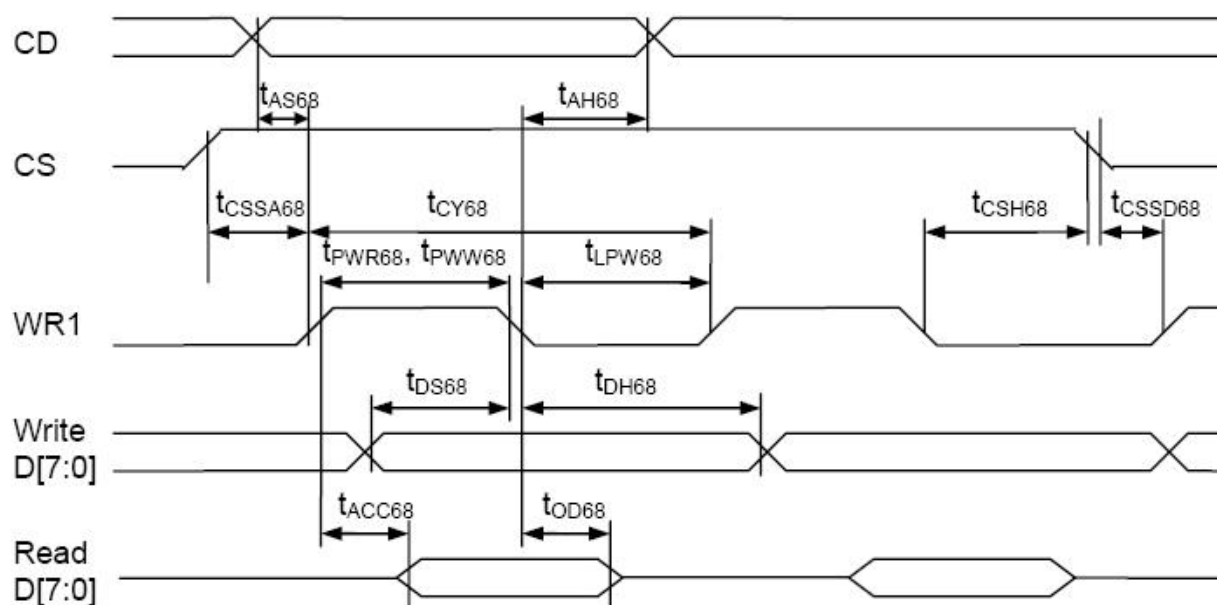 CD
tAS68 tAH68
CS
tCSSA68 tCY68 tCSH68 tCSSD68
tPWR68, tPWW68 tLPW68
WR1
tDS68 tDH68
Write
D[7:0]
tACC68 tOD68
Read
D[7:0]